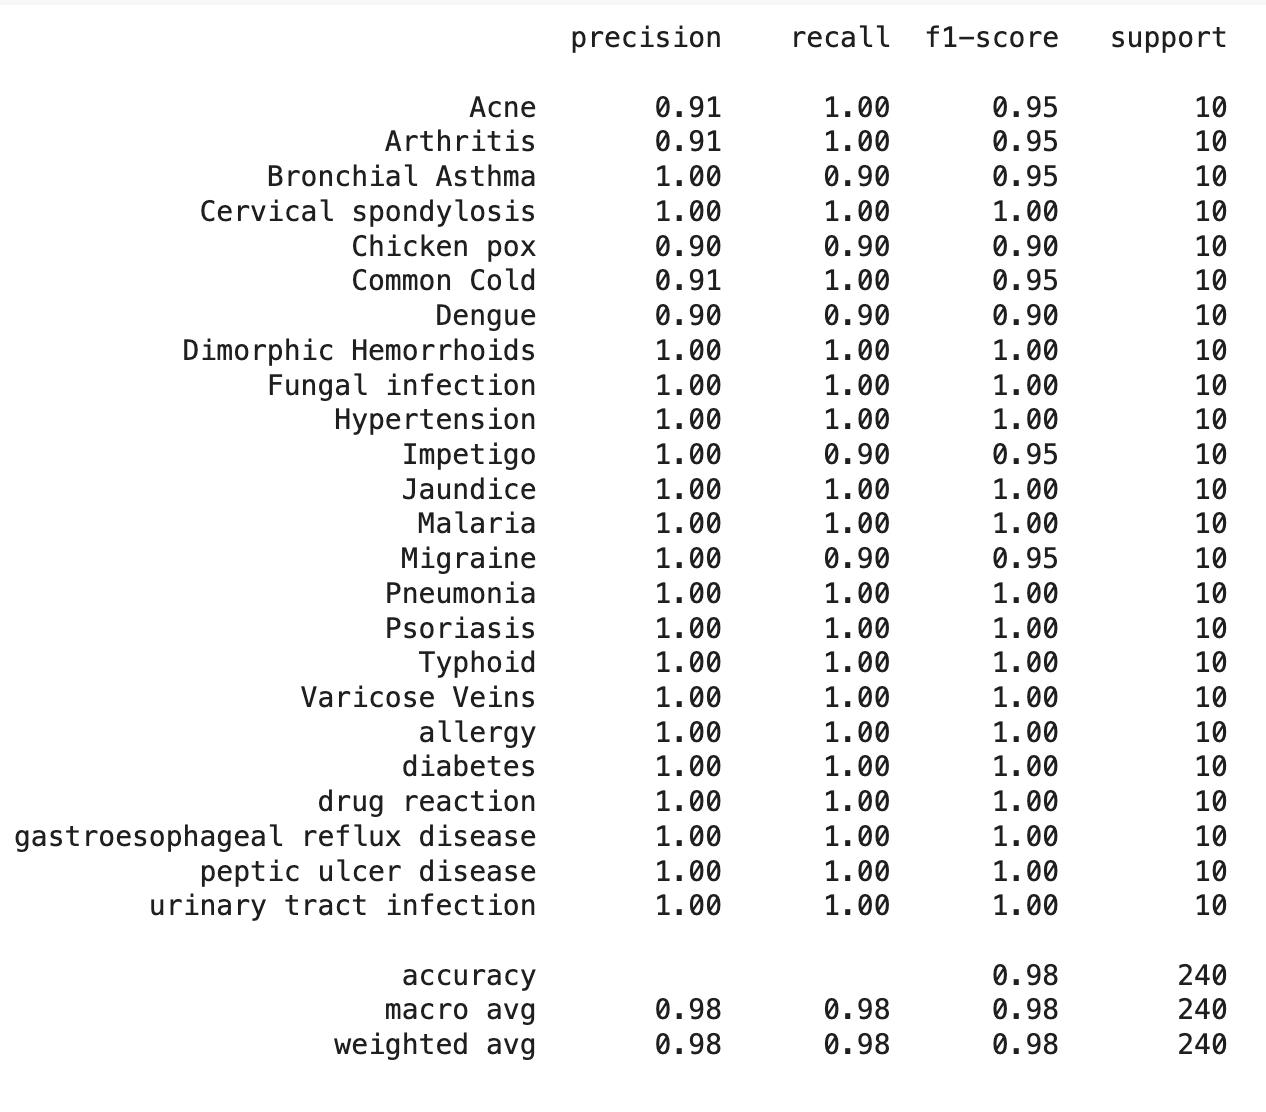 precision recall f1-score support
Acne 0.91 1.00 0.95 10
Arthritis 0.91 1.00 0.95 10
Bronchial Asthma 1.00 0.90 0.95 10
Cervical spondylosis 1.00 1.00 1.00 10
Chicken pox 0.90 0.90 0.90 10
Common Cold 0.91 1.00 0.95 10
Dengue 0.90 0.90 0.90 10
Dimorphic Hemorrhoids 1.00 1.00 1.00 10
Fungal infection 1.00 1.00 1.00 10
Hypertension 1.00 1.00 1.00 10
Impetigo 1.00 0.90 0.95 10
Jaundice 1.00 1.00 1.00 10
Malaria 1.00 1.00 1.00 10
Migraine 1.00 0.90 0.95 10
Pneumonia 1.00 1.00 1.00 10
Psoriasis 1.00 1.00 1.00 10
Typhoid 1.00 1.00 1.00 10
Varicose Veins 1.00 1.00 1.00 10
allergy 1.00 1.00 1.00 10
diabetes 1.00 1.00 1.00 10
drug reaction 1.00 1.00 1.00 10
gastroesophageal reflux disease 1.00 1.00 1.00 10
peptic ulcer disease 1.00 1.00 1.00 10
urinary tract infection 1.00 1.00 1.00 10
accuracy 0.98 240
macro avg 0.98 0.98 0.98 240
weighted avg 0.98 0.98 0.98 240